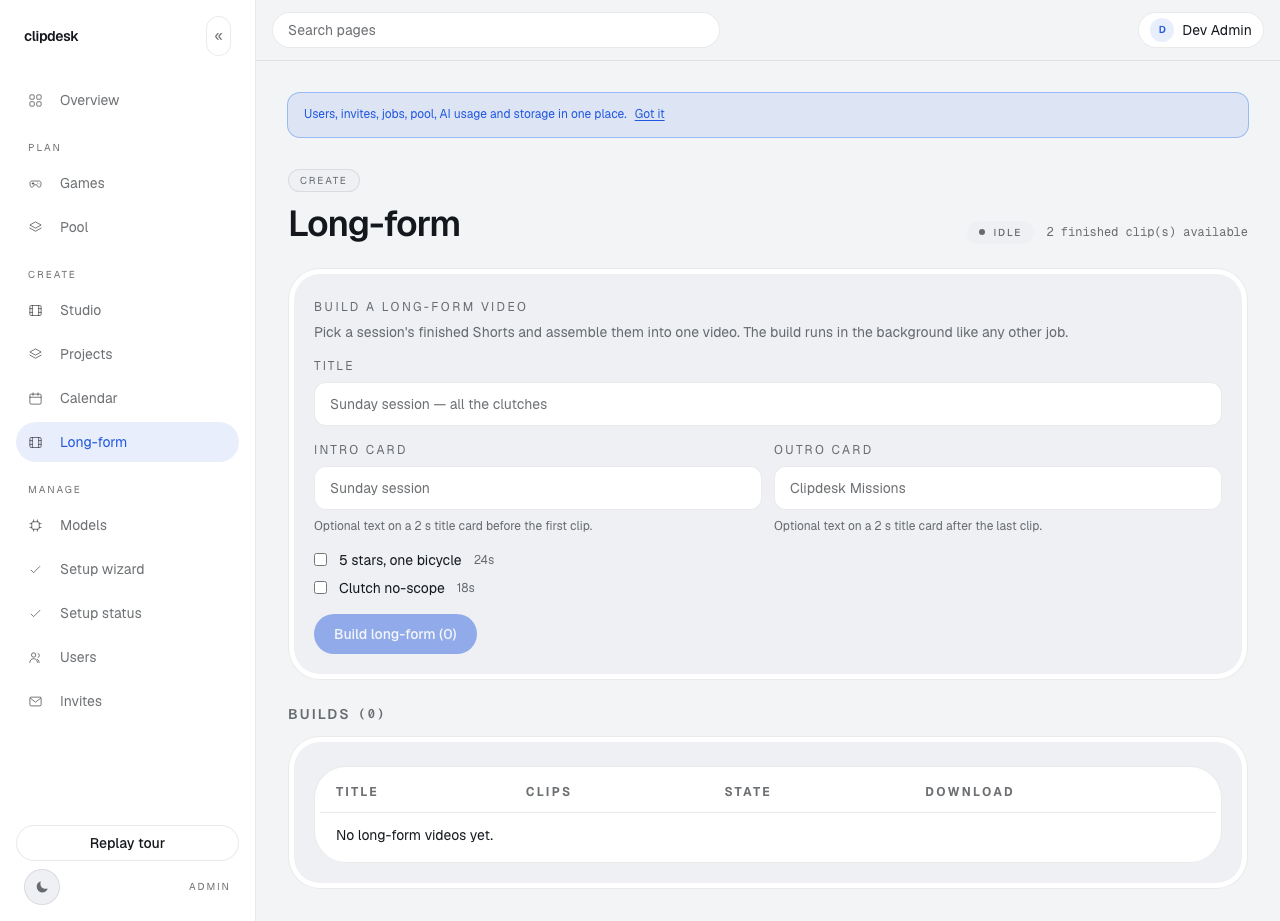 clipdesk
«
Overview
PLAN
Games
Pool
CREATE
Studio
Projects
Calendar
Long-form
MANAGE
Models
Setup wizard
Setup status
Users
Invites
Replay tour
ADMIN
Search pages
D Dev Admin
Users, invites, jobs, pool, AI usage and storage in one place. Got it
CREATE
Long-form
IDLE 2 finished clip(s) available
BUILD A LONG-FORM VIDEO
Pick a session's finished Shorts and assemble them into one video. The build runs in the background like any other job.
TITLE
Sunday session — all the clutches
INTRO CARD
Sunday session
Optional text on a 2 s title card before the first clip.
OUTRO CARD
Clipdesk Missions
Optional text on a 2 s title card after the last clip.
5 stars, one bicycle 24s
Clutch no-scope 18s
Build long-form (0)
BUILDS (0)
TITLE CLIPS STATE DOWNLOAD
No long-form videos yet.